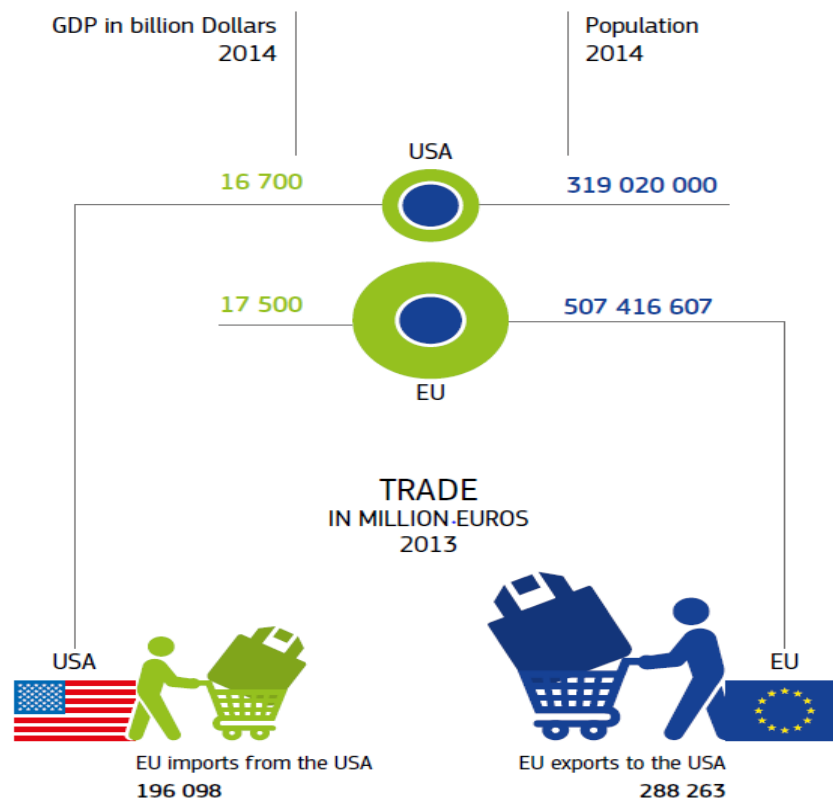 GDP in billion Dollars
2014
Population
2014
USA
16 700
319 020 000
17 500
507 416 607
EU
TRADE
IN MILLION EUROS
2013
USA
EU
EU imports from the USA
196 098
EU exports to the USA
288 263